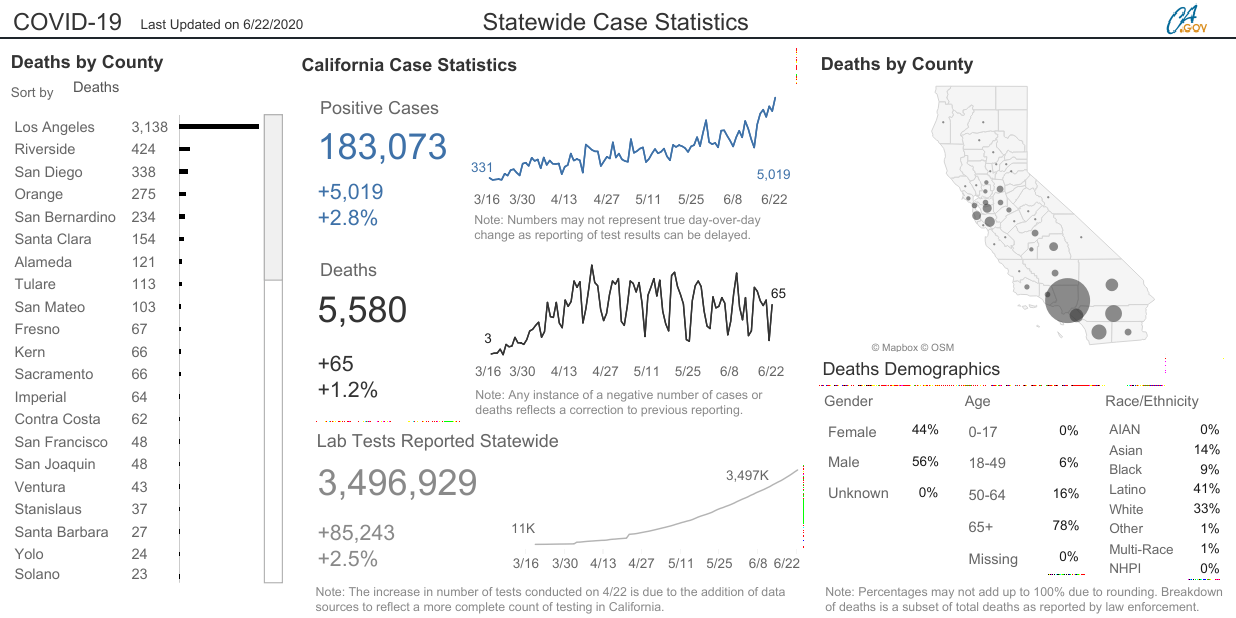 COVID-19 Last Updated on 6/22/2020
Statewide Case Statistics
CA.GOV
Deaths by County
Sort by Deaths
Los Angeles 3,138
Riverside 424
San Diego 338
Orange 275
San Bernardino 234
Santa Clara 154
Alameda 121
Tulare 113
San Mateo 103
Fresno 67
Kern 66
Sacramento 66
Imperial 64
Contra Costa 62
San Francisco 48
San Joaquin 48
Ventura 43
Stanislaus 37
Santa Barbara 27
Yolo 24
Solano 23
California Case Statistics
Positive Cases
183,073
+5,019
+2.8%
331
5,019
3/16 3/30 4/13 4/27 5/11 5/25 6/8 6/22
Note: Numbers may not represent true day-over-day
change as reporting of test results can be delayed.
Deaths
5,580
+65
+1.2%
3
65
3/16 3/30 4/13 4/27 5/11 5/25 6/8 6/22
Note: Any instance of a negative number of cases or
deaths reflects a correction to previous reporting.
Lab Tests Reported Statewide
3,496,929
+85,243
+2.5%
11K
3,497K
3/16 3/30 4/13 4/27 5/11 5/25 6/8 6/22
Note: The increase in number of tests conducted on 4/22 is due to the addition of data
sources to reflect a more complete count of testing in California.
Deaths by County
© Mapbox © OSM
Deaths Demographics
Gender
Female 44%
Male 56%
Unknown 0%
Age
0-17 0%
18-49 6%
50-64 16%
65+ 78%
Missing 0%
Race/Ethnicity
AIAN 0%
Asian 14%
Black 9%
Latino 41%
White 33%
Other 1%
Multi-Race 1%
NHPI 0%
Note: Percentages may not add up to 100% due to rounding. Breakdown
of deaths is a subset of total deaths as reported by law enforcement.